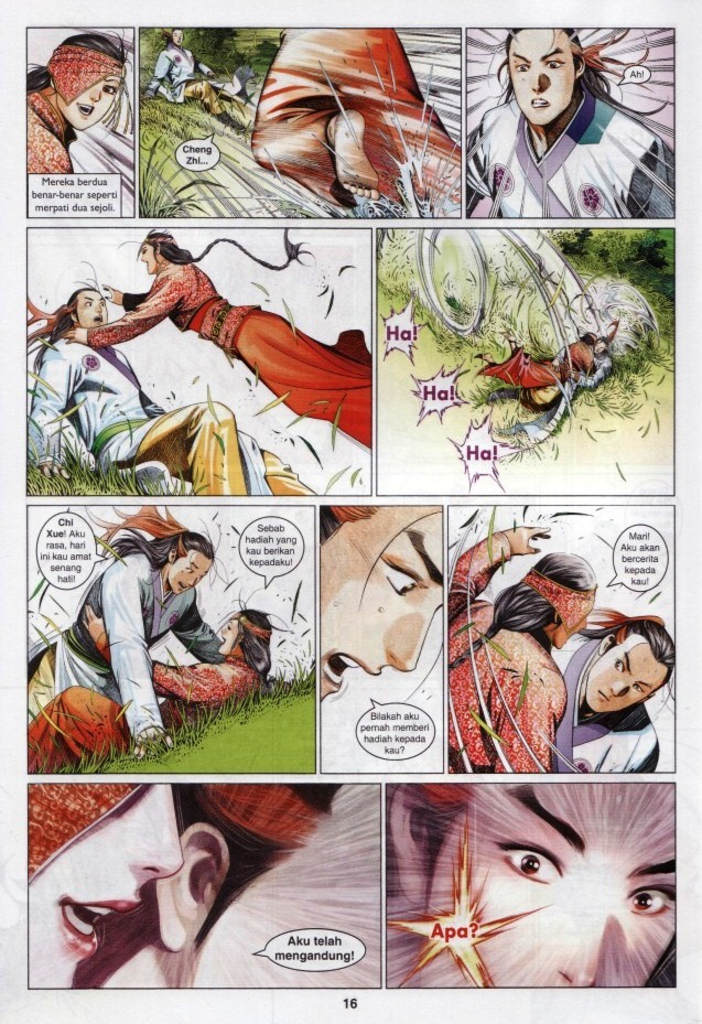 Mereka berdua
benar-benar seperti
merpati dua sejoli.
Cheng
Zhi...
Ah!
Ha!
Ha!
Ha!
Chi
Xue! Aku
rasa, hari
ini kau amat
senang
hati!
Sebab
hadiah yang
kau berikan
kepadaku!
Bilakah aku
pernah memberi
hadiah kepada
kau?
Mari!
Aku akan
bercerita
kepada
kau!
Aku telah
mengandung!
Apa?
16